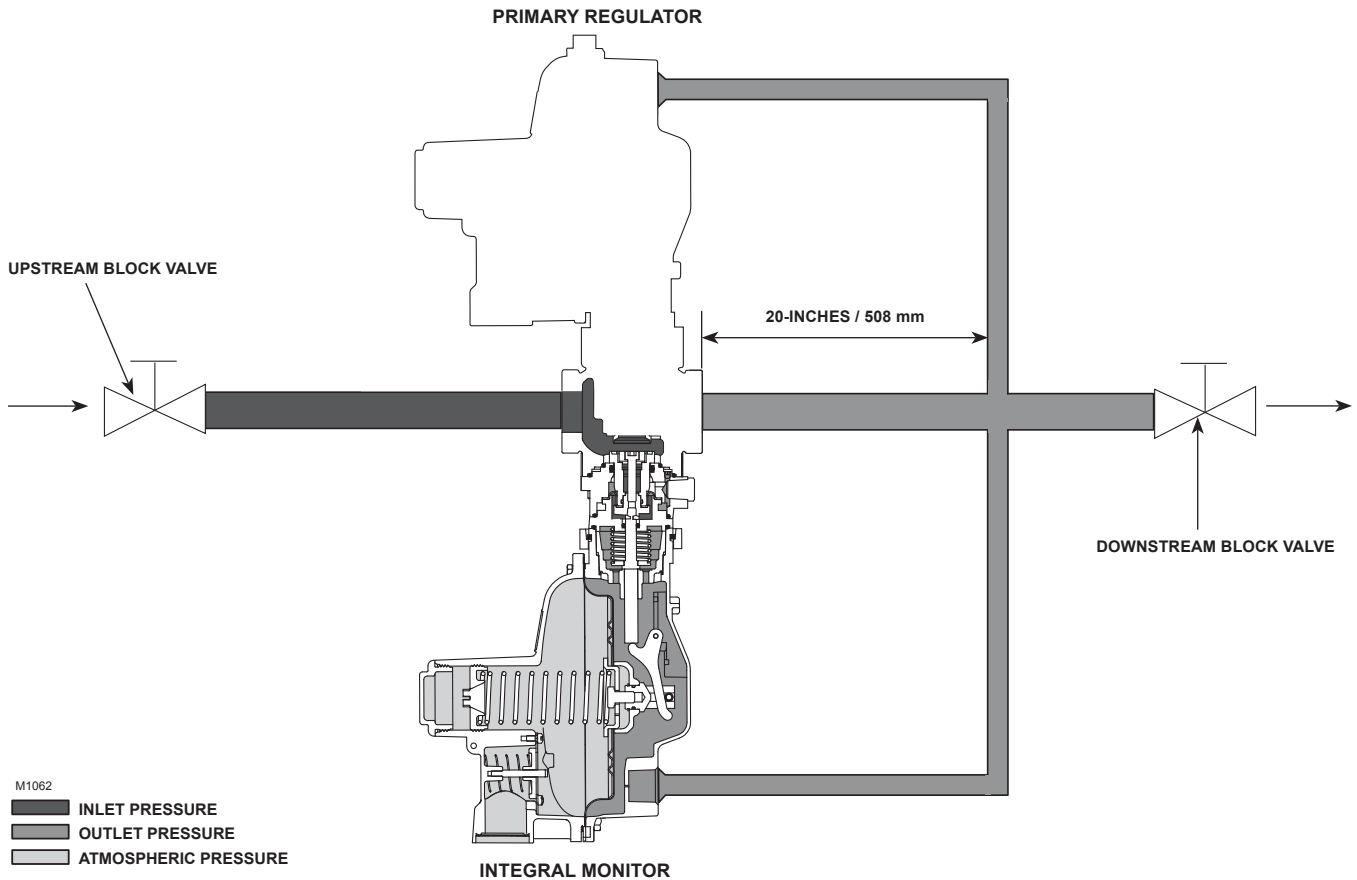 PRIMARY REGULATOR
UPSTREAM BLOCK VALVE
20-INCHES / 508 mm
DOWNSTREAM BLOCK VALVE
M1062
INLET PRESSURE
OUTLET PRESSURE
ATMOSPHERIC PRESSURE
INTEGRAL MONITOR